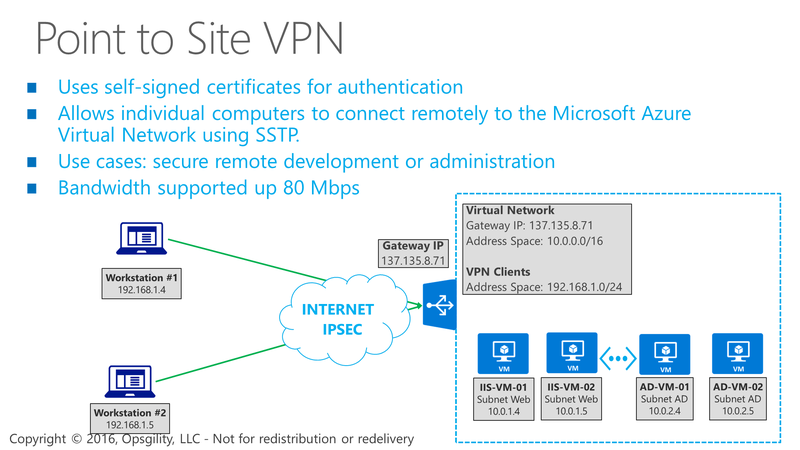 Point to Site VPN
Uses self-signed certificates for authentication
Allows individual computers to connect remotely to the Microsoft Azure
Virtual Network using SSTP.
Use cases: secure remote development or administration
Bandwidth supported up 80 Mbps
Virtual Network
Gateway IP: 137.135.8.71
Address Space: 10.0.0.0/16
VPN Clients
Address Space: 192.168.1.0/24
Gateway IP
137.135.8.71
Workstation #1
192.168.1.4
INTERNET
IPSEC
VM
VM
VM
VM
IIS-VM-01
Subnet Web
10.0.1.4
IIS-VM-02
Subnet Web
10.0.1.5
AD-VM-01
Subnet AD
10.0.2.4
AD-VM-02
Subnet AD
10.0.2.5
Workstation #2
192.168.1.5
Copyright © 2016, Opsgility, LLC - Not for redistribution or redelivery